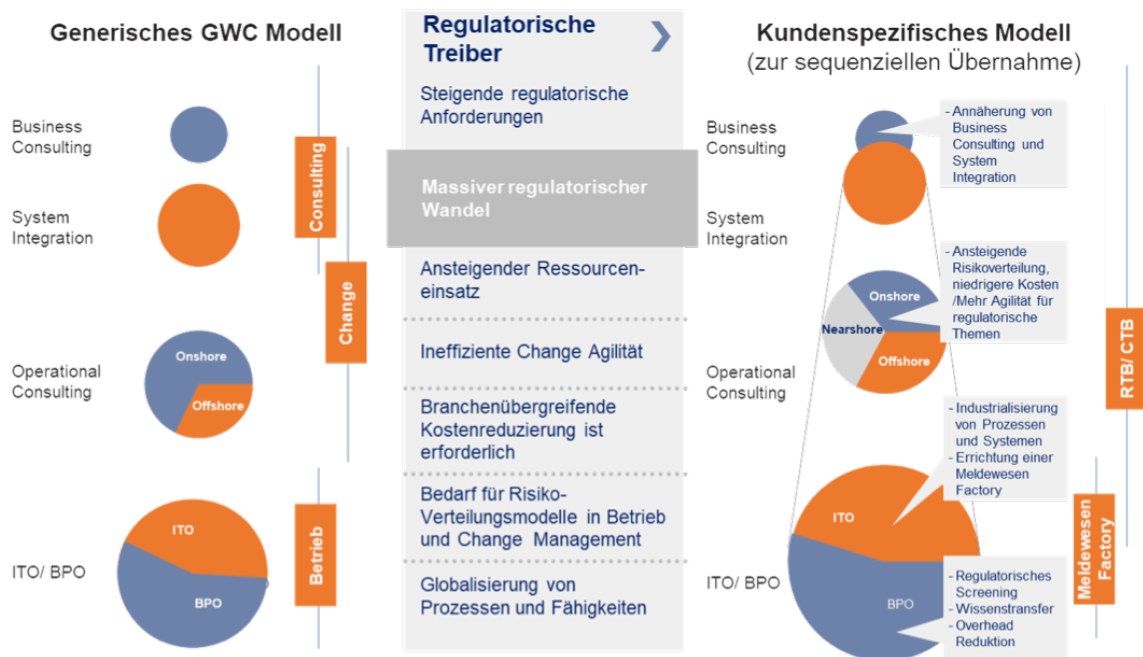 Generisches GWC Modell
Business
Consulting
System
Integration
Operational
Consulting
Onshore
Offshore
ITO/ BPO
ITO
BPO
Consulting
Change
Betrieb
Regulatorische
Treiber
Steigende regulatorische
Anforderungen
Massiver regulatorischer
Wandel
Ansteigender Ressourcen-
einsatz
Ineffiziente Change Agilität
Branchenübergreifende
Kostenreduzierung ist
erforderlich
Bedarf für Risiko-
Verteilungsmodelle in Betrieb
und Change Management
Globalisierung von
Prozessen und Fähigkeiten
Kundenspezifisches Modell
(zur sequenziellen Übernahme)
Business
Consulting
- Annäherung von
Business
Consulting und
System
Integration
System
Integration
- Ansteigende
Risikoverteilung,
niedrigere Kosten
/Mehr Agilität für
regulatorische
Themen
Onshore
Nearshore
Offshore
Operational
Consulting
- Industrialisierung
von Prozessen und
Systemen
- Errichtung einer
Meldewesen
Factory
ITO
ITO/ BPO
BPO
- Regulatorisches
Screening
- Wissenstransfer
- Overhead
Reduktion
RTB/ CTB
Meldewesen
Factory